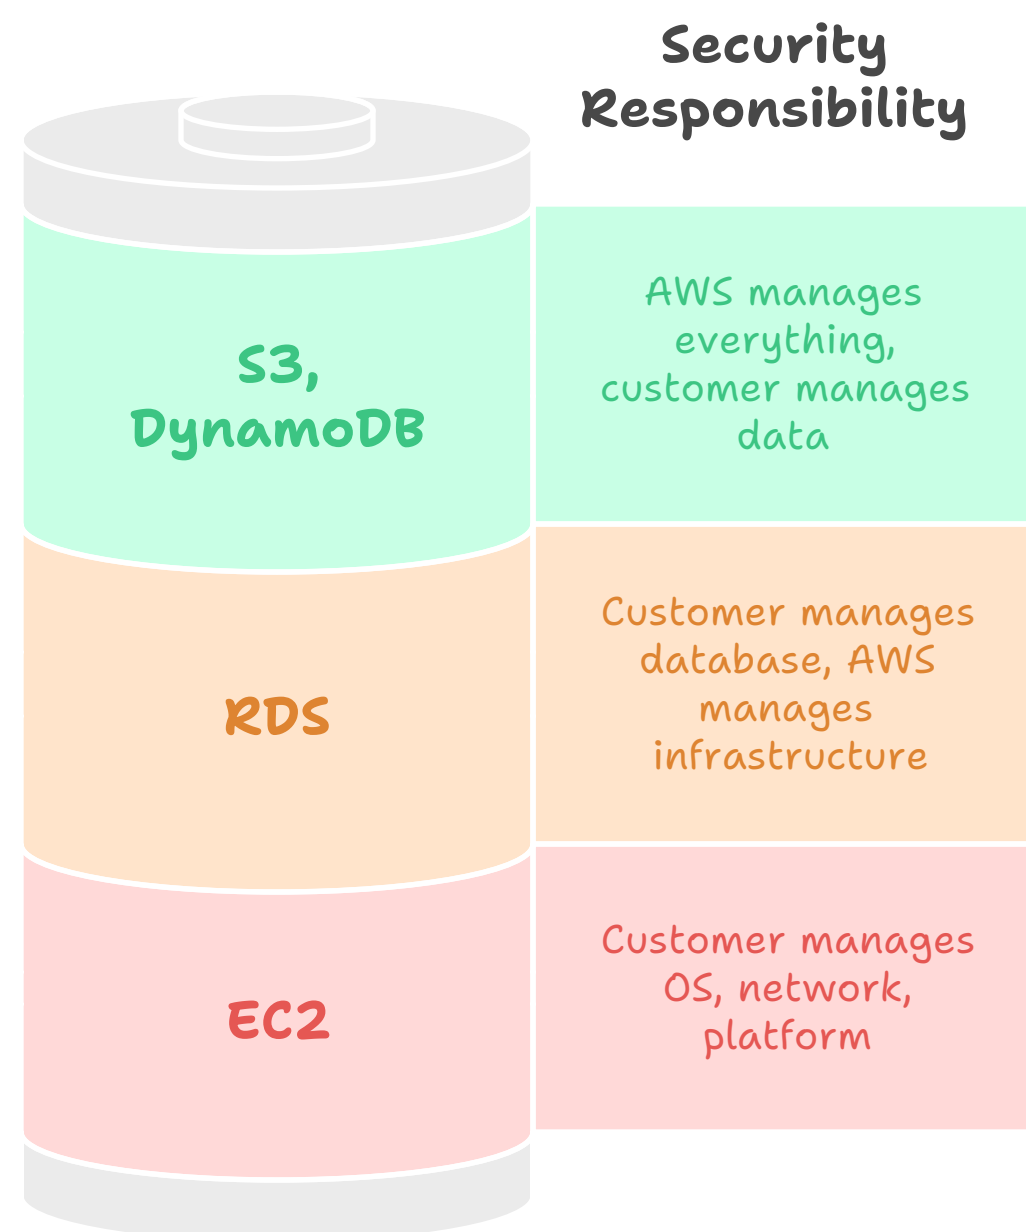 Security
Responsibility
S3,
DynamoDB
AWS manages
everything,
customer manages
data
RDS
Customer manages
database, AWS
manages
infrastructure
EC2
Customer manages
OS, network,
platform